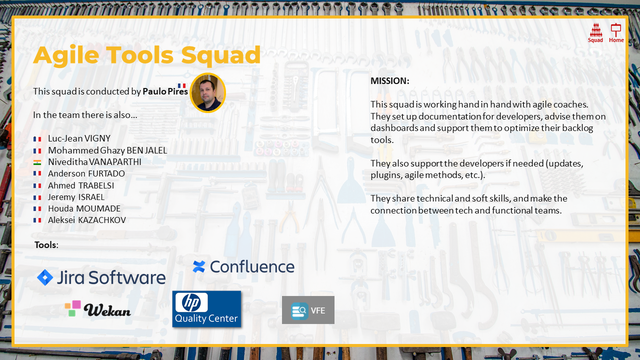 Agile Tools Squad
Squad
Home
This squad is conducted by Paulo Pires
In the team there is also...
Luc-Jean VIGNY
Mohammed Ghazy BEN JALEL
Niveditha VANAPARTHI
Anderson FURTADO
Ahmed TRABELSI
Jeremy ISRAEL
Houda MOUMADE
Aleksei KAZACHKOV
Tools:
Jira Software
Confluence
Wekan
hp
Quality Center
VFE
MISSION:
This squad is working hand in hand with agile coaches.
They set up documentation for developers, advise them on
dashboards and support them to optimize their backlog
tools.
They also support the developers if needed (updates,
plugins, agile methods, etc.).
They share technical and soft skills, and make the
connection between tech and functional teams.